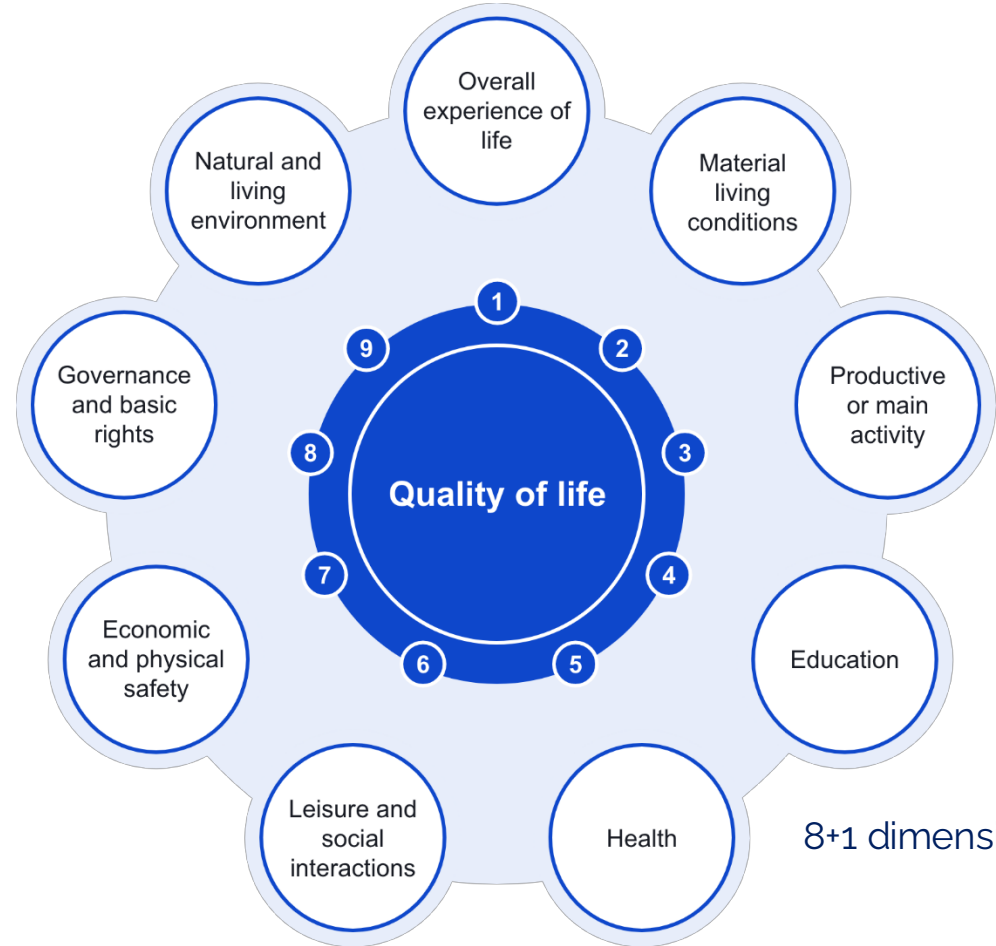 Overall
experience of
life
Material
living
conditions
Productive
or main
activity
Education
Health
Leisure and
social
interactions
Economic
and physical
safety
Governance
and basic
rights
Natural and
living
environment
1
2
3
4
5
6
7
8
9
Quality of life
8+1 dimens